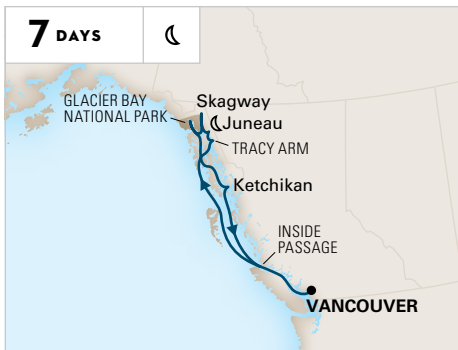 7 DAYS
GLACIER BAY
NATIONAL PARK
Skagway
Juneau
TRACY ARM
Ketchikan
INSIDE
PASSAGE
VANCOUVER